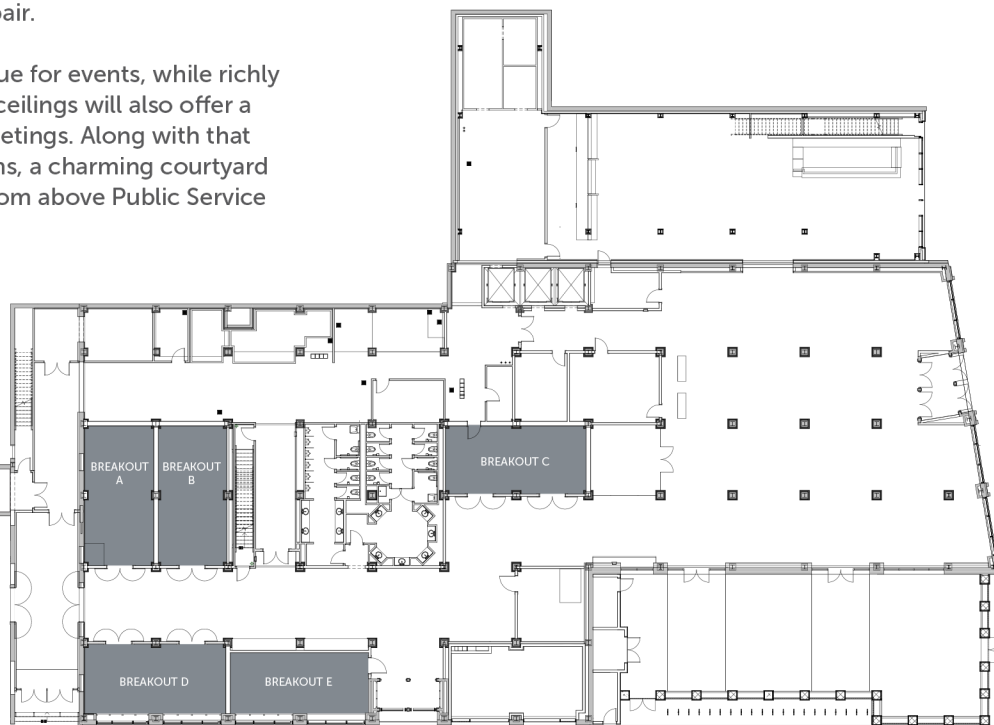 pair.
ue for events, while richly
ceilings will also offer a
etings. Along with that
ns, a charming courtyard
om above Public Service
BREAKOUT
A
BREAKOUT
B
BREAKOUT C
BREAKOUT D
BREAKOUT E